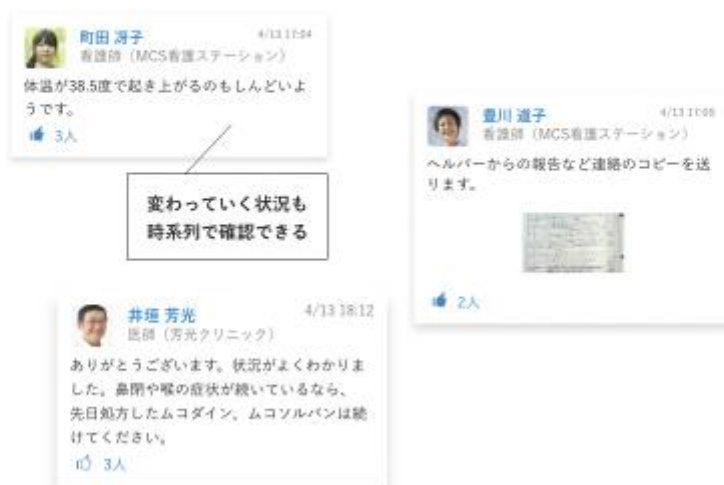 町田 冴子
4/13 17:04
看護師（MCS看護ステーション）
体温が38.5度で起き上がるのもしんどいよ
うです。
3人
変わっていく状況も
時系列で確認できる
豊川 道子
看護師（MCS看護ステーション）
ヘルパーからの報告など連絡のコピーを送
ります。
2人
井垣 芳光
4/13 18:12
医師（芳光クリニック）
ありがとうございます。状況がよくわかりま
した。鼻閉や喉の症状が続いているなら、
先日処方したムコダイン、ムコソルバンは続
けてください。
3人